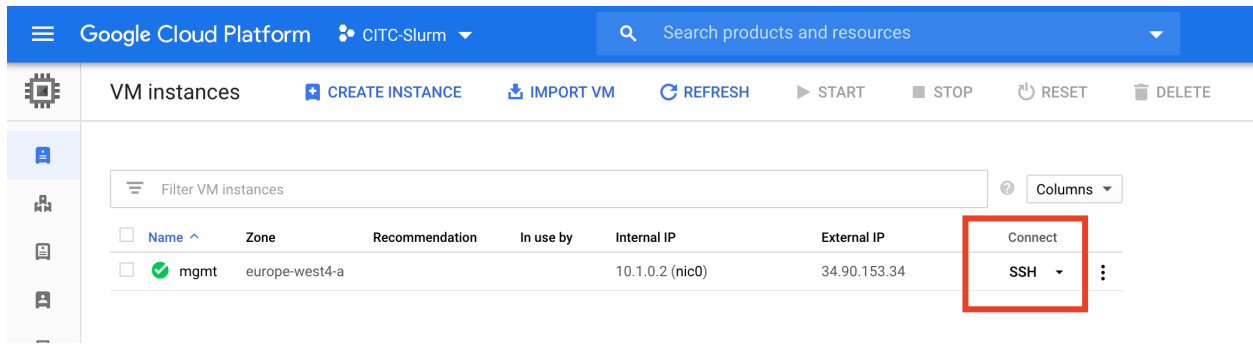 Google Cloud Platform CITC-Slurm Search products and resources
VM instances CREATE INSTANCE IMPORT VM REFRESH START STOP RESET DELETE
Filter VM instances ? Columns
Name Zone Recommendation In use by Internal IP External IP Connect
mgmt europe-west4-a 10.1.0.2 (nic0) 34.90.153.34 SSH